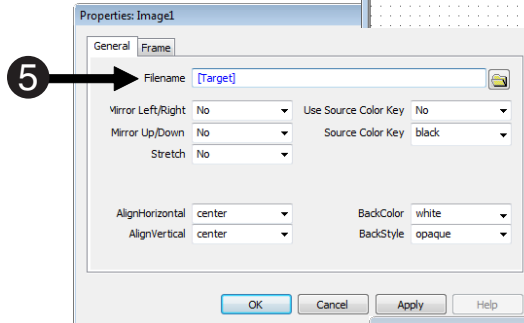 Properties: Image1
General Frame
5
Filename [Target]
Mirror Left/Right No Use Source Color Key No
Mirror Up/Down No Source Color Key black
Stretch No
AlignHorizontal center BackColor white
AlignVertical center BackStyle opaque
OK Cancel Apply Help